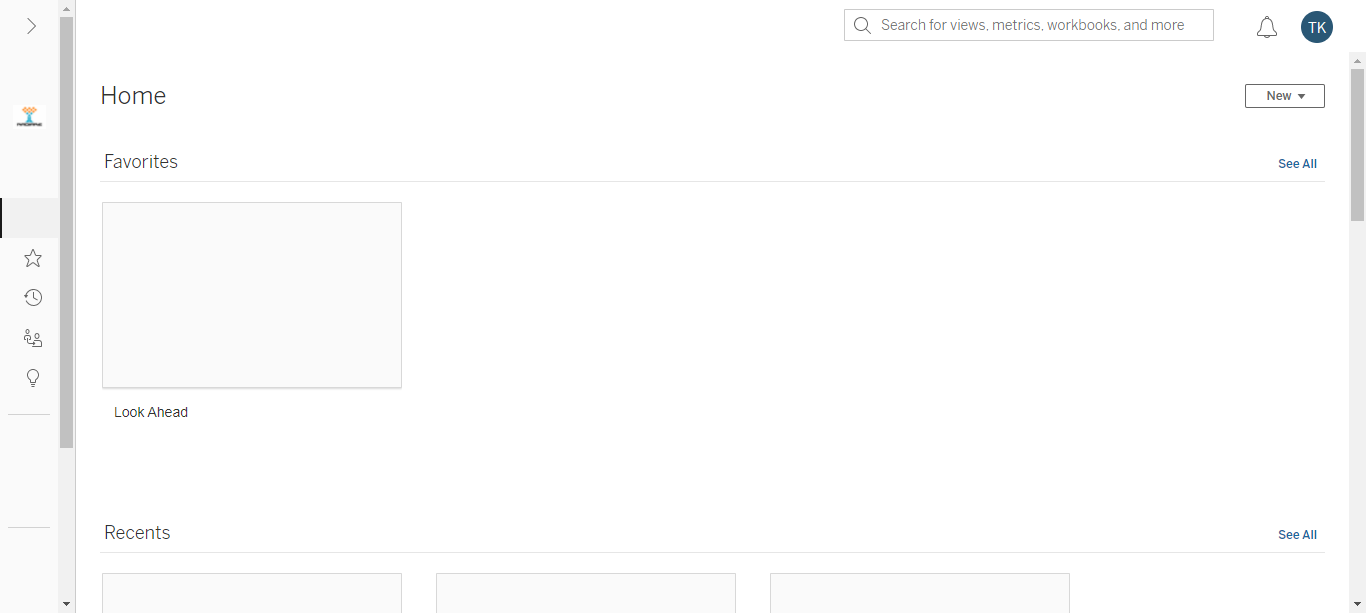 Search for views, metrics, workbooks, and more
TK
Home
New
Favorites
See All
Look Ahead
Recents
See All